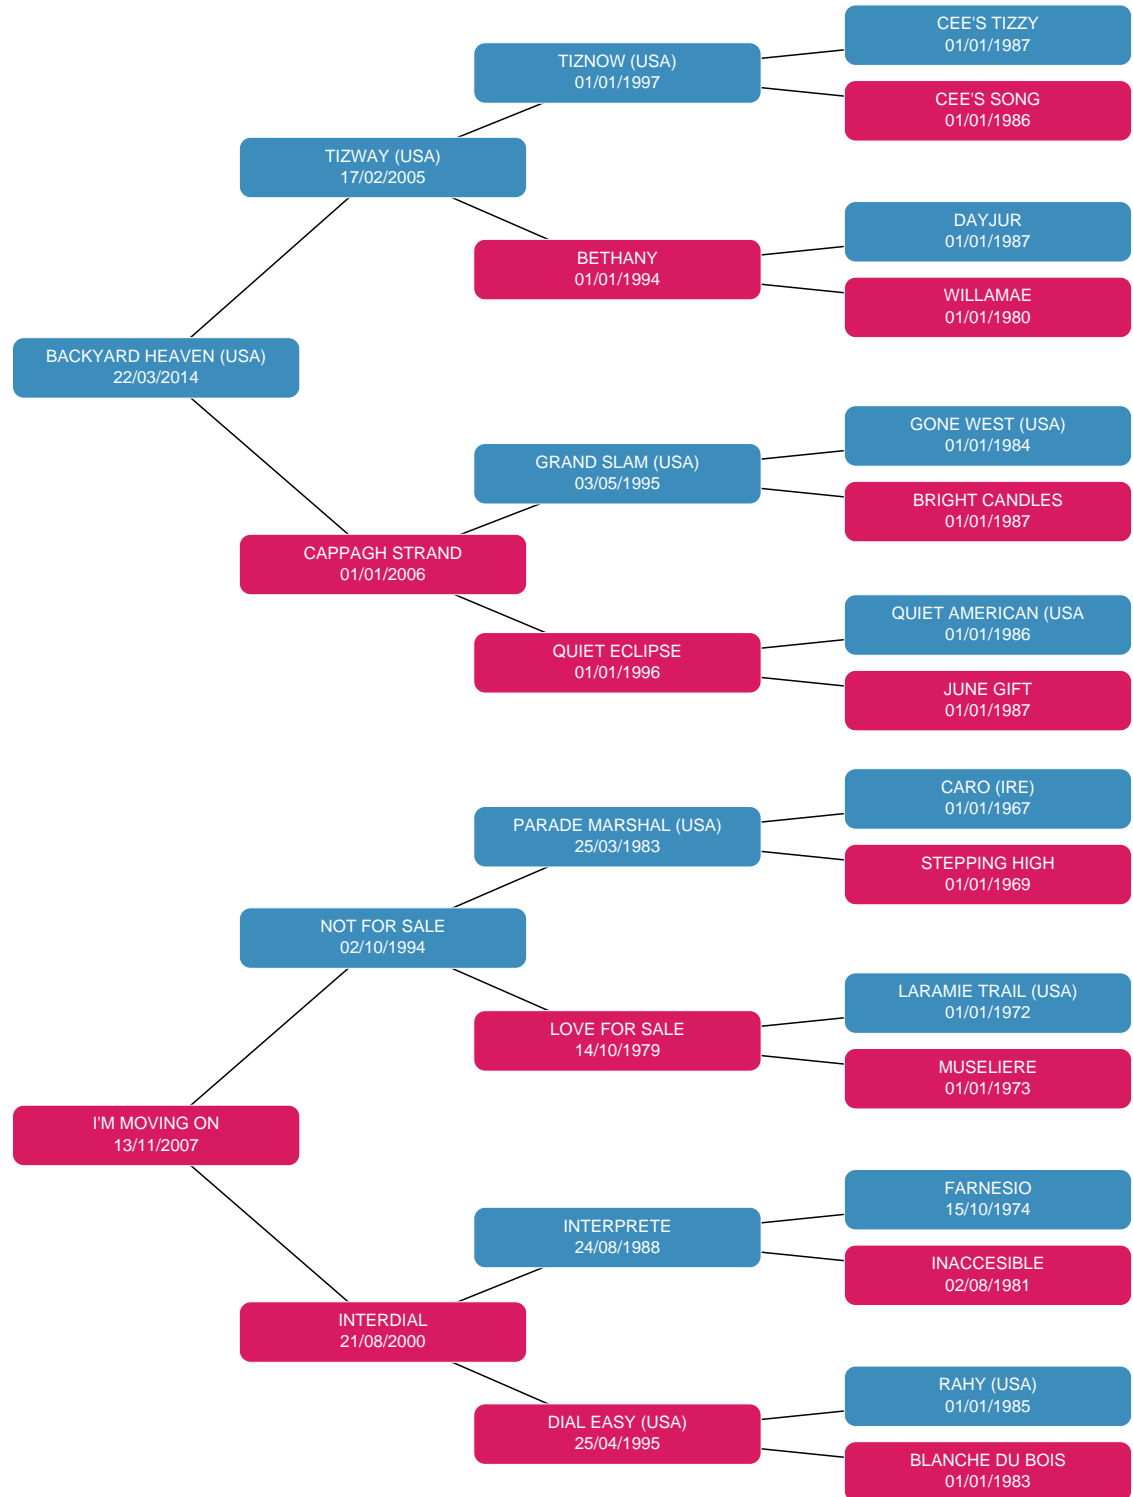 CEE'S TIZZY
01/01/1987
TIZNOW (USA)
01/01/1997
CEE'S SONG
01/01/1986
TIZWAY (USA)
17/02/2005
DAYJUR
01/01/1987
BETHANY
01/01/1994
WILLAMAE
01/01/1980
BACKYARD HEAVEN (USA)
22/03/2014
GONE WEST (USA)
01/01/1984
GRAND SLAM (USA)
03/05/1995
BRIGHT CANDLES
01/01/1987
CAPPAGH STRAND
01/01/2006
QUIET AMERICAN (USA
01/01/1986
QUIET ECLIPSE
01/01/1996
JUNE GIFT
01/01/1987
CARO (IRE)
01/01/1967
PARADE MARSHAL (USA)
25/03/1983
STEPPING HIGH
01/01/1969
NOT FOR SALE
02/10/1994
LARAMIE TRAIL (USA)
01/01/1972
LOVE FOR SALE
14/10/1979
MUSELIERE
01/01/1973
I'M MOVING ON
13/11/2007
FARNESIO
15/10/1974
INTERPRETE
24/08/1988
INACCESIBLE
02/08/1981
INTERDIAL
21/08/2000
RAHY (USA)
01/01/1985
DIAL EASY (USA)
25/04/1995
BLANCHE DU BOIS
01/01/1983